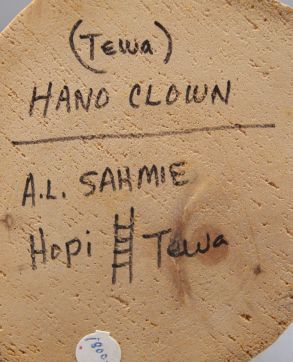 (Tewa)
HANO CLOWN
A.L. SAHMIE
Hopi Tewa